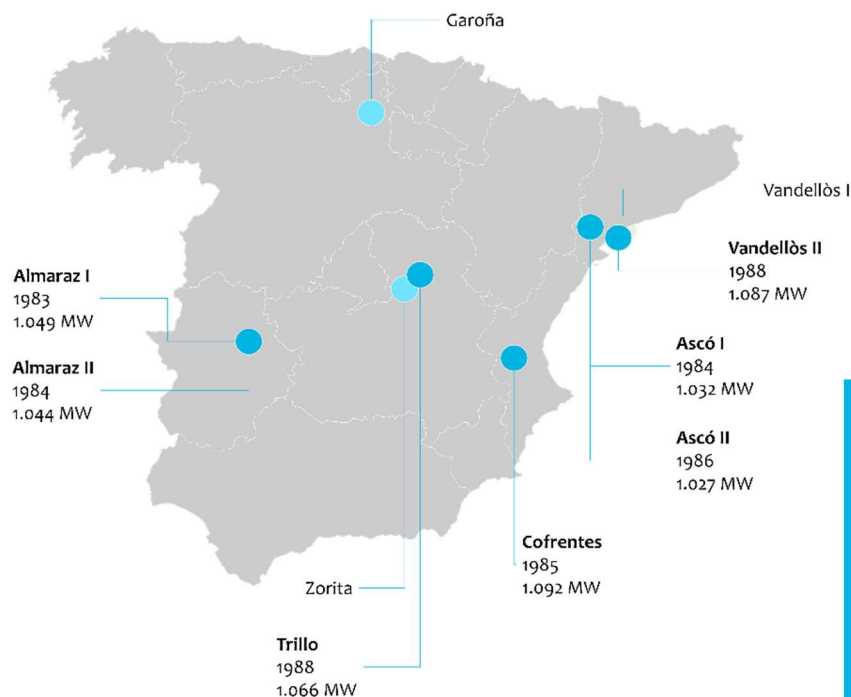 Garoña
Vandellòs I
Vandellòs II
1988
1.087 MW
Almaraz I
1983
1.049 MW
Almaraz II
1984
1.044 MW
Ascó I
1984
1.032 MW
Ascó II
1986
1.027 MW
Cofrentes
1985
1.092 MW
Zorita
Trillo
1988
1.066 MW